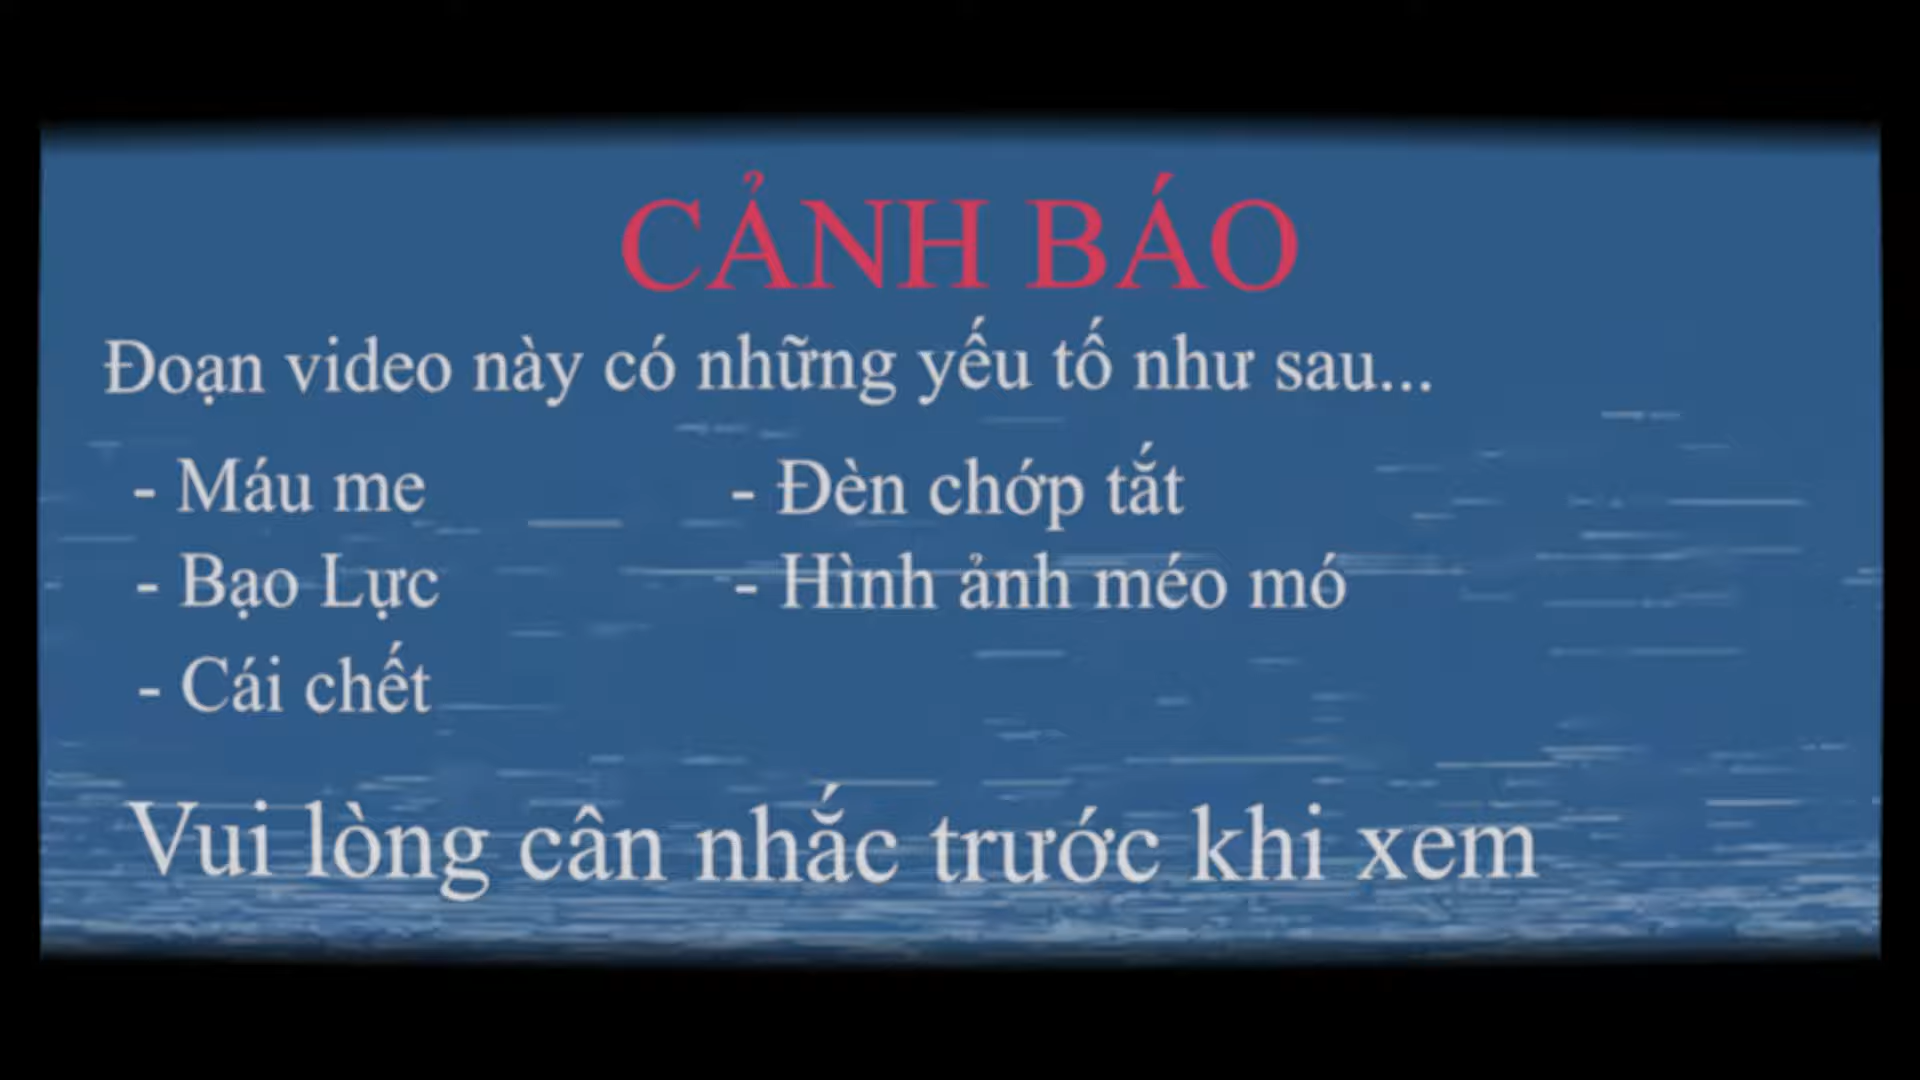 CẢNH BÁO
Đoạn video này có những yếu tố như sau...
- Máu me
- Bạo Lực
- Cái chết
- Đèn chớp tắt
- Hình ảnh méo mó
Vui lòng cân nhắc trước khi xem